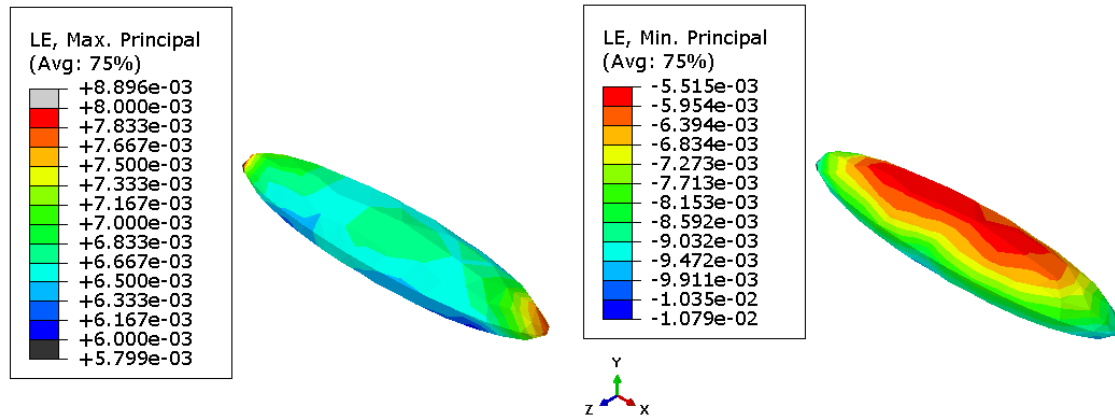 LE, Max. Principal
(Avg: 75%)
+8.896e-03
+8.000e-03
+7.833e-03
+7.667e-03
+7.500e-03
+7.333e-03
+7.167e-03
+7.000e-03
+6.833e-03
+6.667e-03
+6.500e-03
+6.333e-03
+6.167e-03
+6.000e-03
+5.799e-03
LE, Min. Principal
(Avg: 75%)
-5.515e-03
-5.954e-03
-6.394e-03
-6.834e-03
-7.273e-03
-7.713e-03
-8.153e-03
-8.592e-03
-9.032e-03
-9.472e-03
-9.911e-03
-1.035e-02
-1.079e-02
Y
Z X